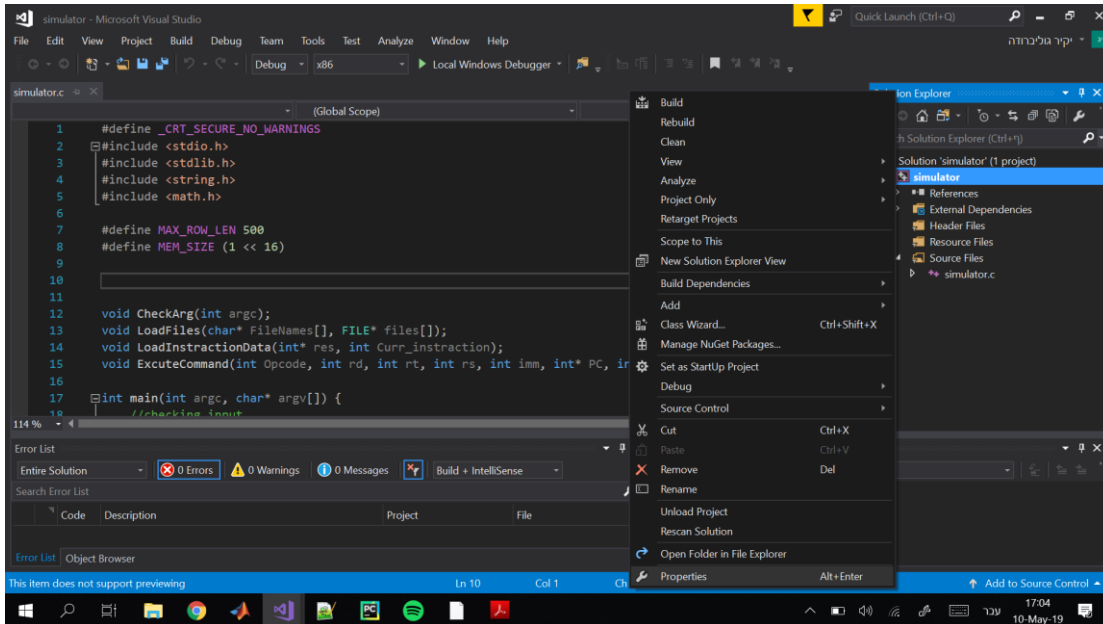 simulator - Microsoft Visual Studio
Quick Launch (Ctrl+Q)
File Edit View Project Build Debug Team Tools Test Analyze Window Help
יקיר גוליברודה
Debug x86 Local Windows Debugger
simulator.c
(Global Scope)
1 #define _CRT_SECURE_NO_WARNINGS
2 #include <stdio.h>
3 #include <stdlib.h>
4 #include <string.h>
5 #include <math.h>
6
7 #define MAX_ROW_LEN 500
8 #define MEM_SIZE (1 << 16)
9
10
11
12 void CheckArg(int argc);
13 void LoadFiles(char* FileNames[], FILE* files[]);
14 void LoadInstractionData(int* res, int Curr_instraction);
15 void ExcuteCommand(int Opcode, int rd, int rt, int rs, int imm, int* PC, in
16
17 int main(int argc, char* argv[]) {
18 //checking input
114 %
Build
Rebuild
Clean
View
Analyze
Project Only
Retarget Projects
Scope to This
New Solution Explorer View
Build Dependencies
Add
Class Wizard... Ctrl+Shift+X
Manage NuGet Packages...
Set as StartUp Project
Debug
Source Control
Cut Ctrl+X
Paste Ctrl+V
Remove Del
Rename
Unload Project
Rescan Solution
Open Folder in File Explorer
Properties Alt+Enter
ion Explorer
h Solution Explorer (Ctrl+ף)
Solution 'simulator' (1 project)
simulator
References
External Dependencies
Header Files
Resource Files
Source Files
simulator.c
Error List
Entire Solution 0 Errors 0 Warnings 0 Messages Build + IntelliSense
Search Error List
Code Description Project File
Error List Object Browser
This item does not support previewing Ln 10 Col 1 Ch Add to Source Control
PC
עבר
17:04
10-May-19